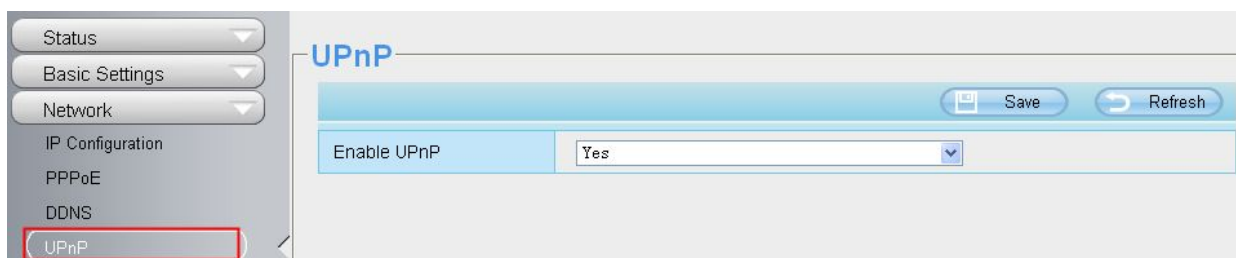 Status
Basic Settings
Network
IP Configuration
PPPoE
DDNS
UPnP
UPnP
Save Refresh
Enable UPnP Yes